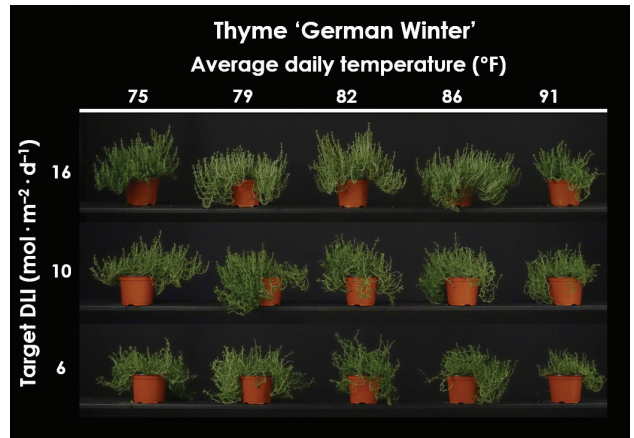 Thyme ‘German Winter’
Average daily temperature (°F)
75 79 82 86 91
Target DLI (mol·m⁻²·d⁻¹)
16
10
6